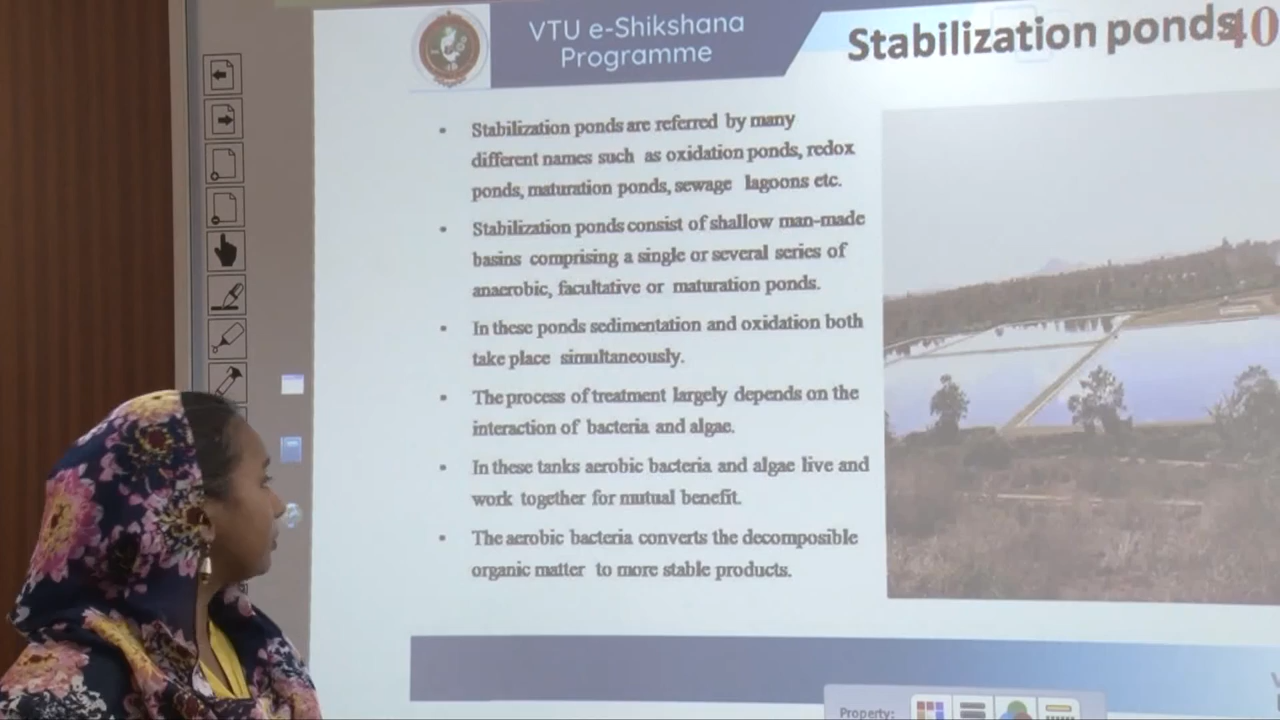 VTU e-Shikshana
Programme
Stabilization ponds
40
• Stabilization ponds are referred by many
different names such as oxidation ponds, redox
ponds, maturation ponds, sewage lagoons etc.
• Stabilization ponds consist of shallow man-made
basins comprising a single or several series of
anaerobic, facultative or maturation ponds.
• In these ponds sedimentation and oxidation both
take place simultaneously.
• The process of treatment largely depends on the
interaction of bacteria and algae.
• In these tanks aerobic bacteria and algae live and
work together for mutual benefit.
• The aerobic bacteria converts the decomposible
organic matter to more stable products.
Property: